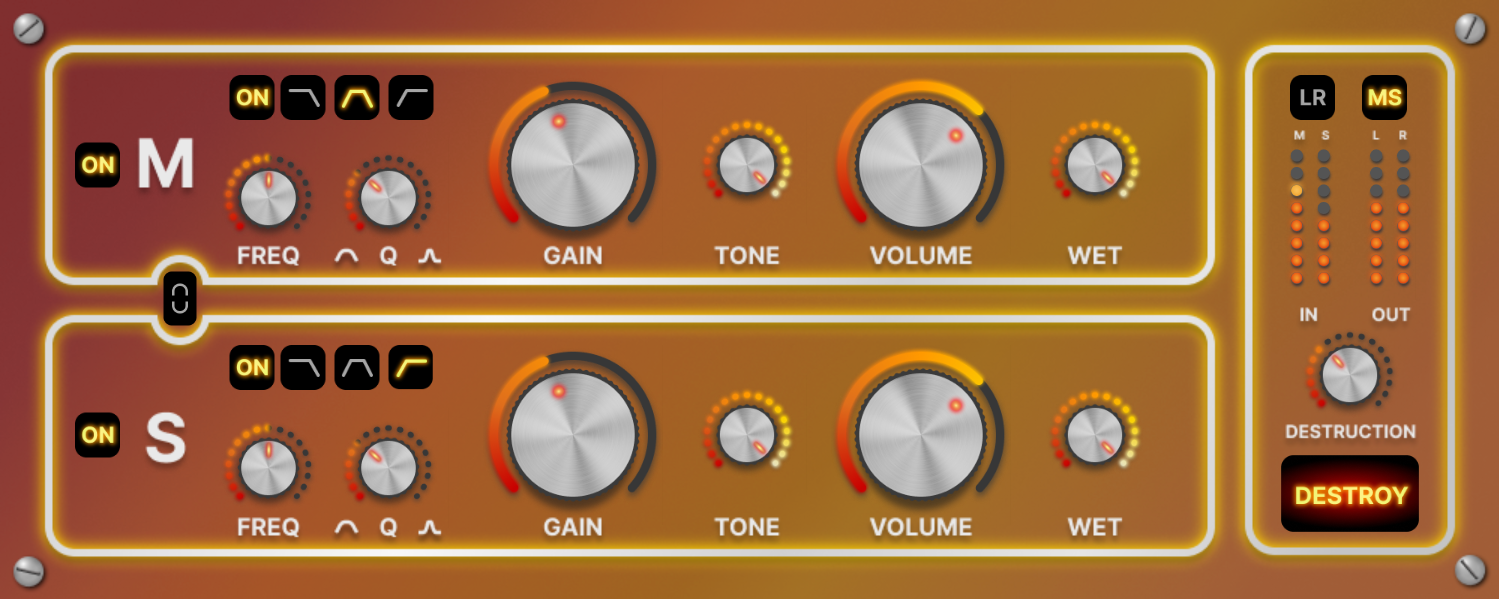 ON
ON M
FREQ Q GAIN TONE VOLUME WET
ON
ON S
FREQ Q GAIN TONE VOLUME WET
LR MS
M S L R
IN OUT
DESTRUCTION
DESTROY